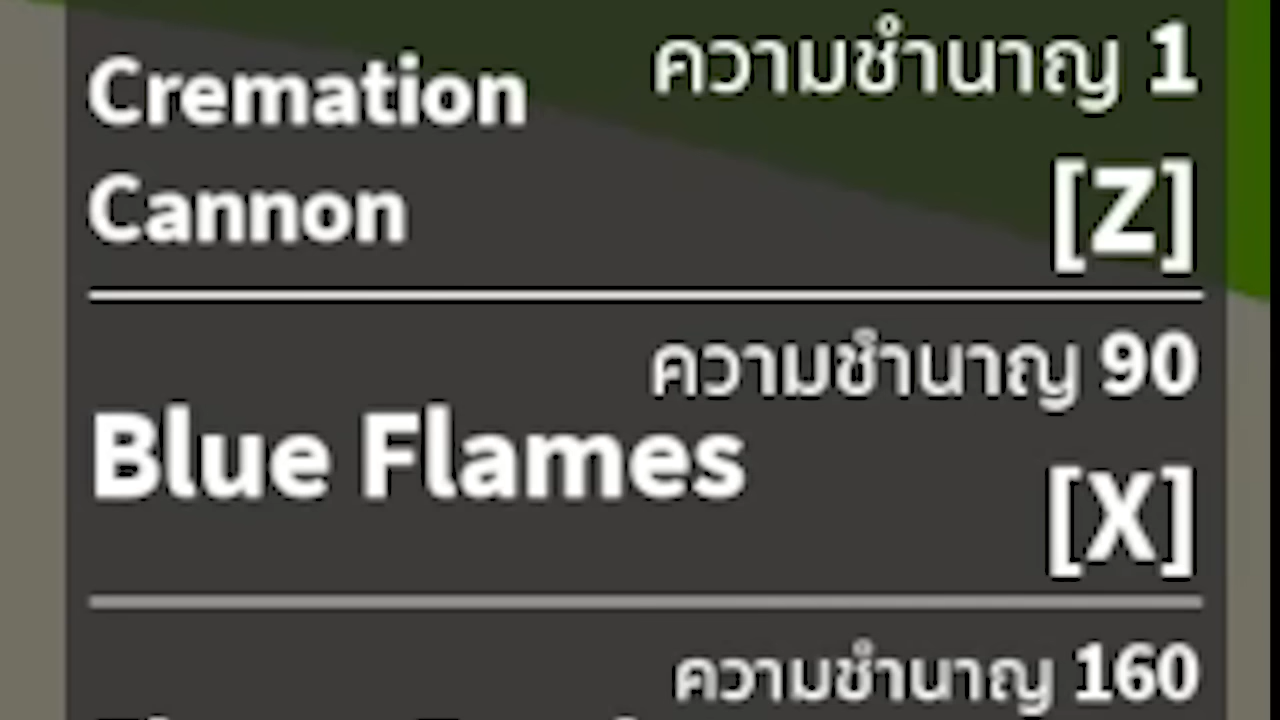 ความชำนาญ 1
Cremation
Cannon
[Z]
ความชำนาญ 90
Blue Flames
[X]
ความชำนาญ 160